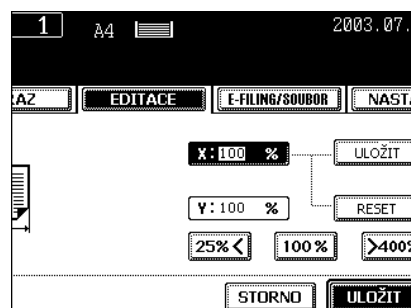 1 A4 2003.07.
AZ EDITACE E-FILING/SOUBOR NAST
X:100 % ULOŽIT
Y:100 % RESET
25% < 100 % >400%
STORNO ULOŽIT